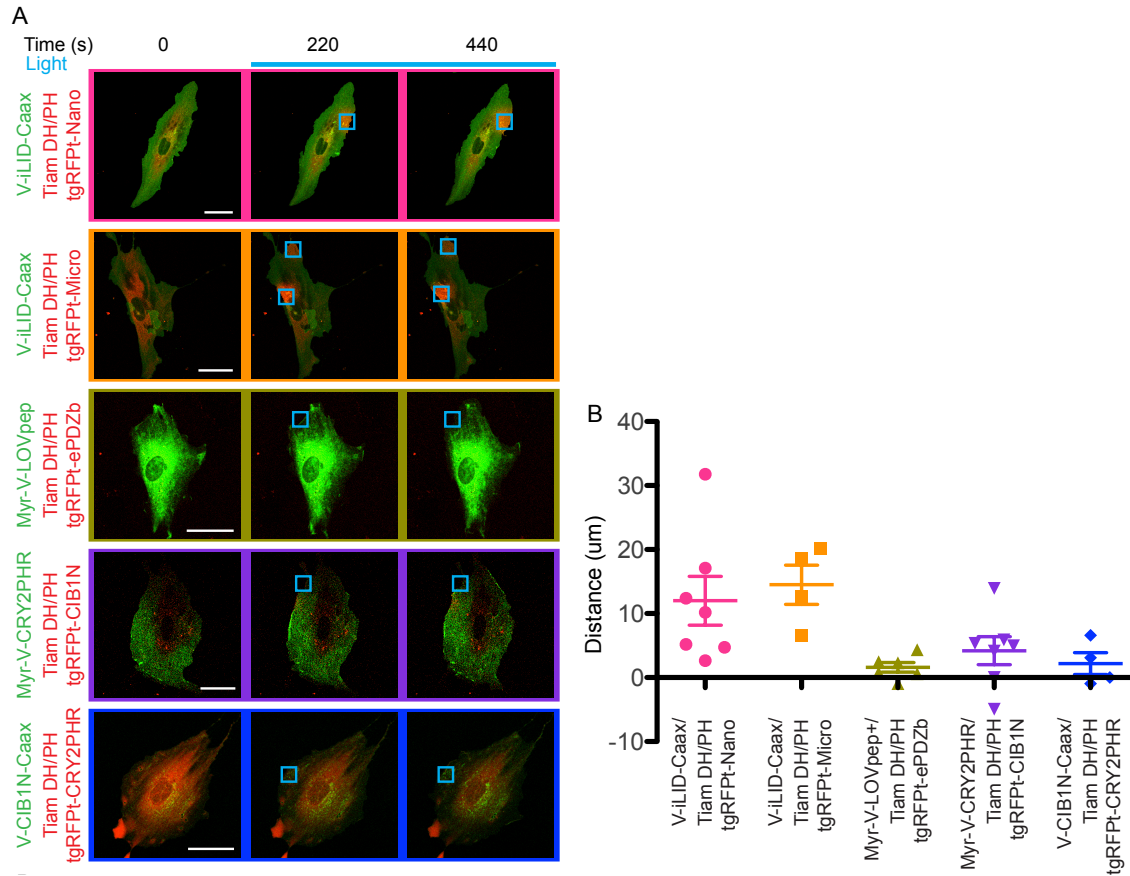 A
Time (s) 0 220 440
Light
V-iLID-Caax
Tiam DH/PH
tgRFPt-Nano
V-iLID-Caax
Tiam DH/PH
tgRFPt-Micro
Myr-V-LOVpep
Tiam DH/PH
tgRFPt-ePDZb
Myr-V-CRY2PHR
Tiam DH/PH
tgRFPt-CIB1N
V-CIB1N-Caax
Tiam DH/PH
tgRFPt-CRY2PHR
B
Distance (um)
40
30
20
10
0
-10
V-iLID-Caax/
Tiam DH/PH
tgRFPt-Nano
V-iLID-Caax/
Tiam DH/PH
tgRFPt-Micro
Myr-V-LOVpep+/
Tiam DH/PH
tgRFPt-ePDZb
Myr-V-CRY2PHR/
Tiam DH/PH
tgRFPt-CIB1N
V-CIB1N-Caax/
Tiam DH/PH
tgRFPt-CRY2PHR